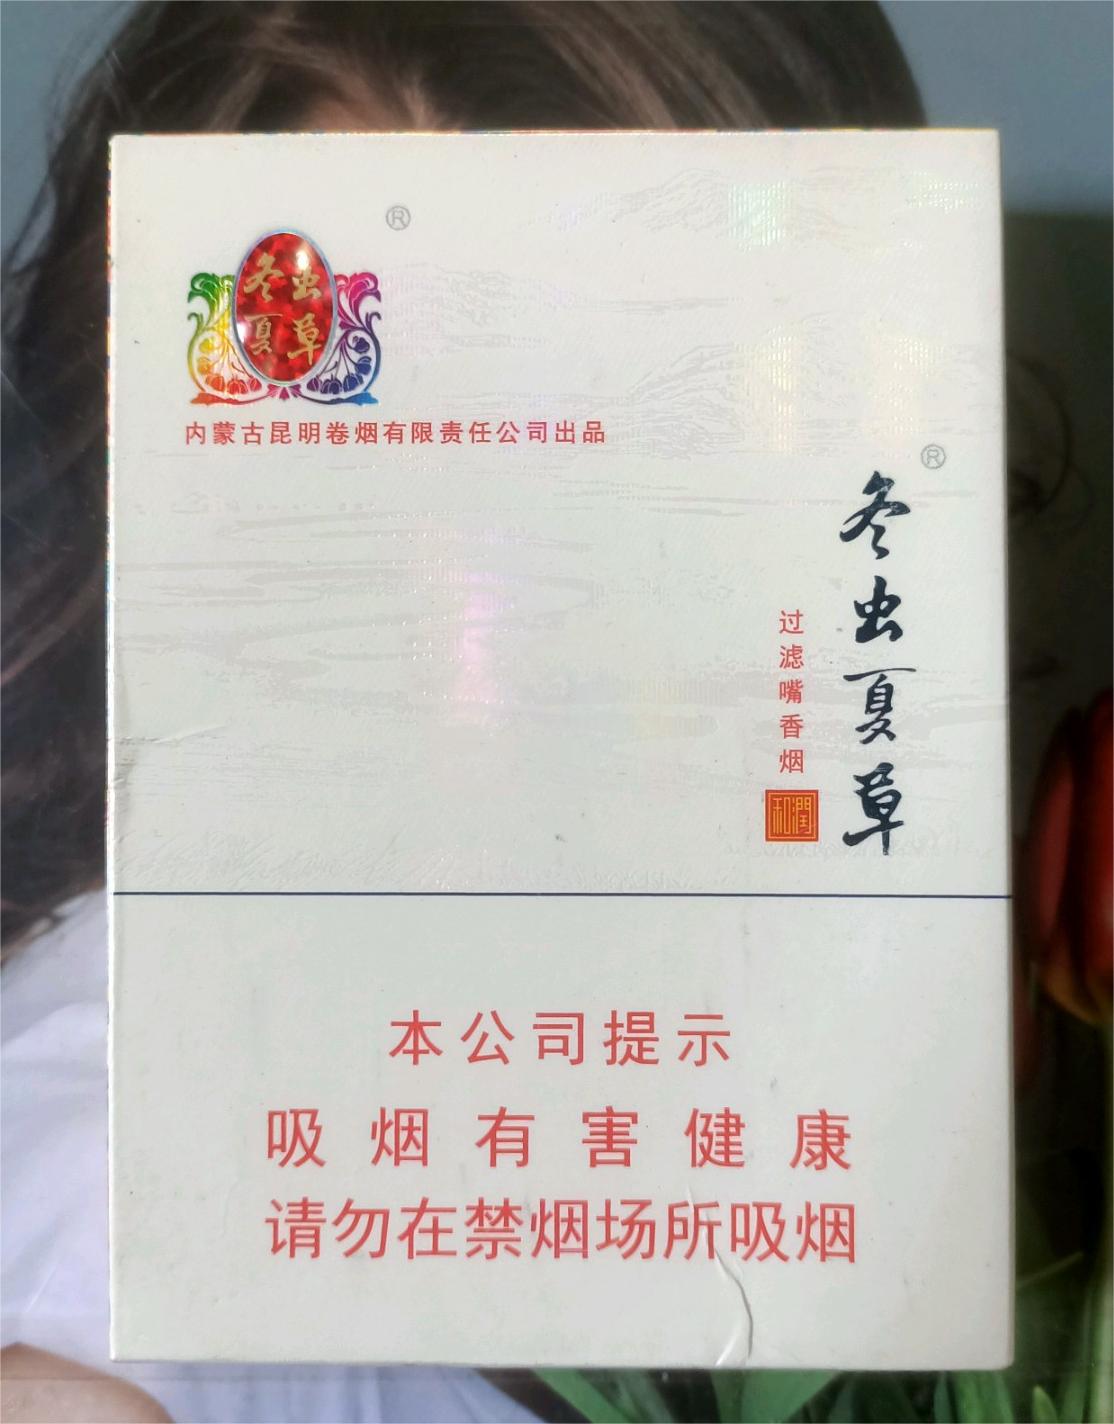 ®
冬虫
夏草
内蒙古昆明卷烟有限责任公司出品
®
冬虫夏草
过滤嘴香烟
和潤
本公司提示
吸烟有害健康
请勿在禁烟场所吸烟